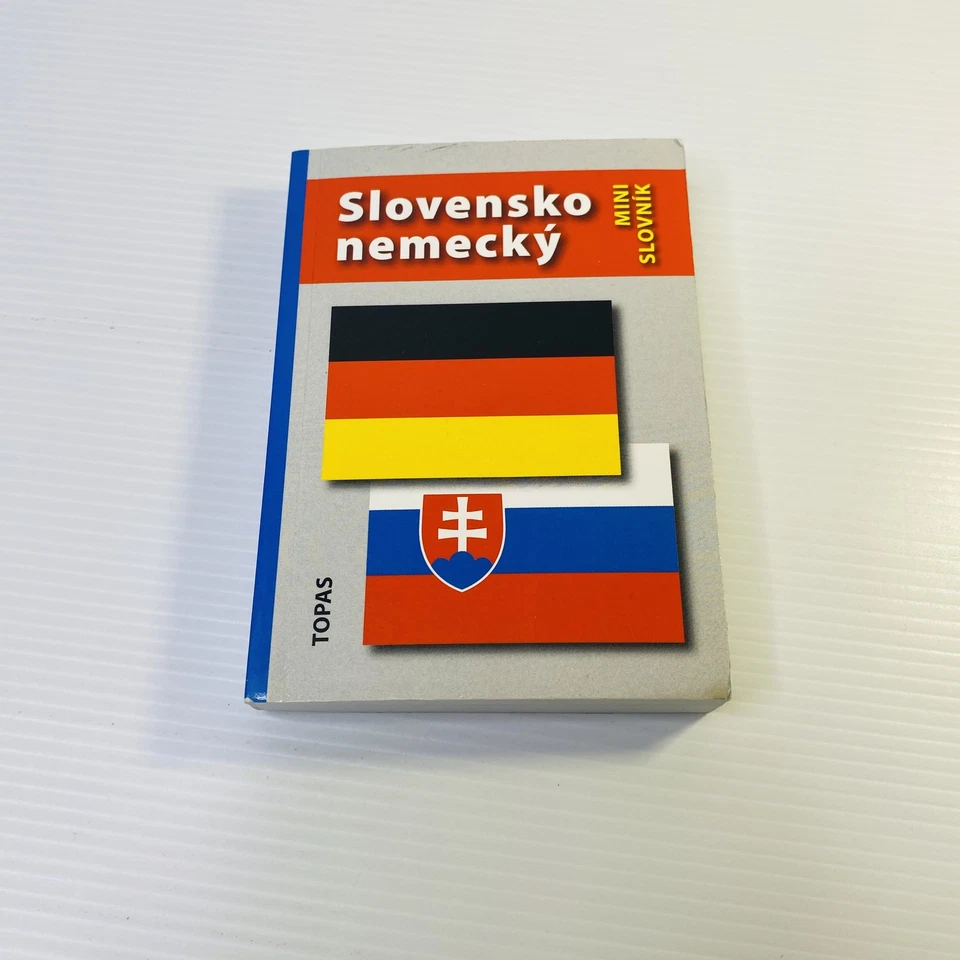 Slovensko
nemecký
MINI
SLOVNÍK
TOPAS